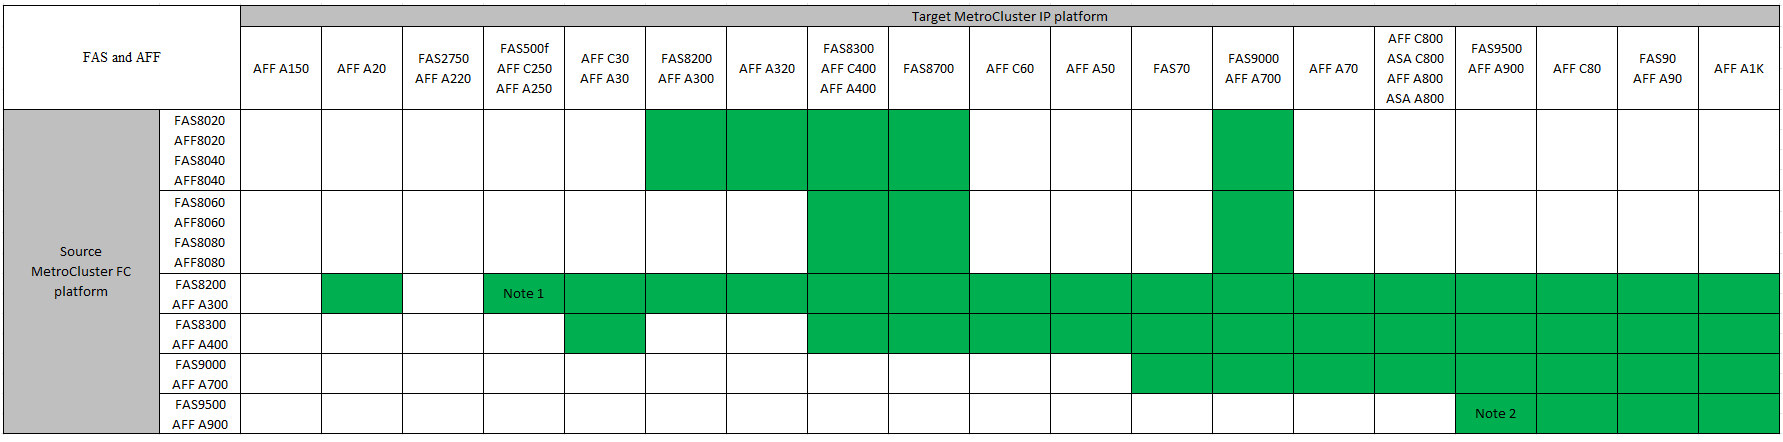 Target MetroCluster IP platform
FAS and AFF
AFF A150
AFF A20
FAS2750
AFF A220
FAS500f
AFF C250
AFF A250
AFF C30
AFF A30
FAS8200
AFF A300
AFF A320
FAS8300
AFF C400
AFF A400
FAS8700
AFF C60
AFF A50
FAS70
FAS9000
AFF A700
AFF A70
AFF C800
ASA C800
AFF A800
ASA A800
FAS9500
AFF A900
AFF C80
FAS90
AFF A90
AFF A1K
Source
MetroCluster FC
platform
FAS8020
AFF8020
FAS8040
AFF8040
FAS8060
AFF8060
FAS8080
AFF8080
FAS8200
AFF A300
Note 1
FAS8300
AFF A400
FAS9000
AFF A700
FAS9500
AFF A900
Note 2